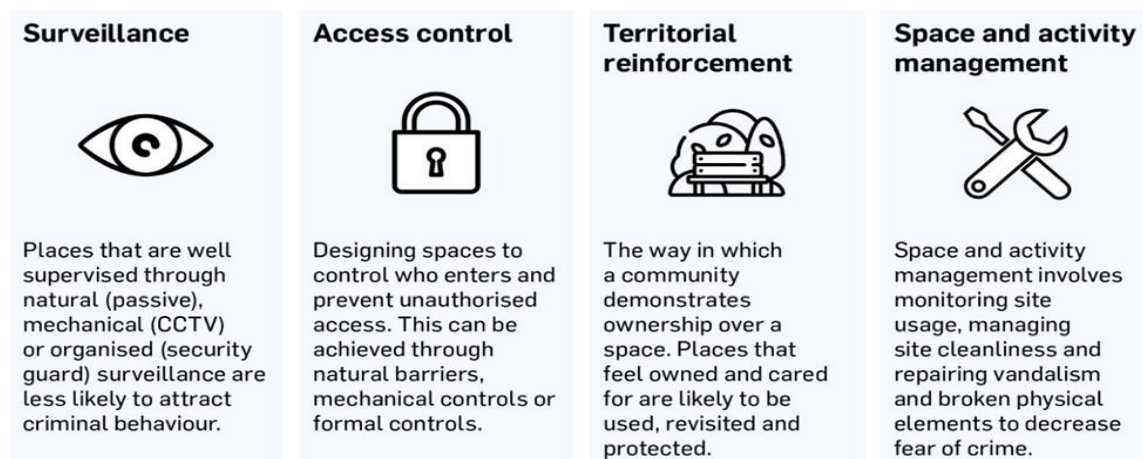 Surveillance
Places that are well
supervised through
natural (passive),
mechanical (CCTV)
or organised (security
guard) surveillance are
less likely to attract
criminal behaviour.
Access control
Designing spaces to
control who enters and
prevent unauthorised
access. This can be
achieved through
natural barriers,
mechanical controls or
formal controls.
Territorial
reinforcement
The way in which
a community
demonstrates
ownership over a
space. Places that
feel owned and cared
for are likely to be
used, revisited and
protected.
Space and activity
management
Space and activity
management involves
monitoring site
usage, managing
site cleanliness and
repairing vandalism
and broken physical
elements to decrease
fear of crime.